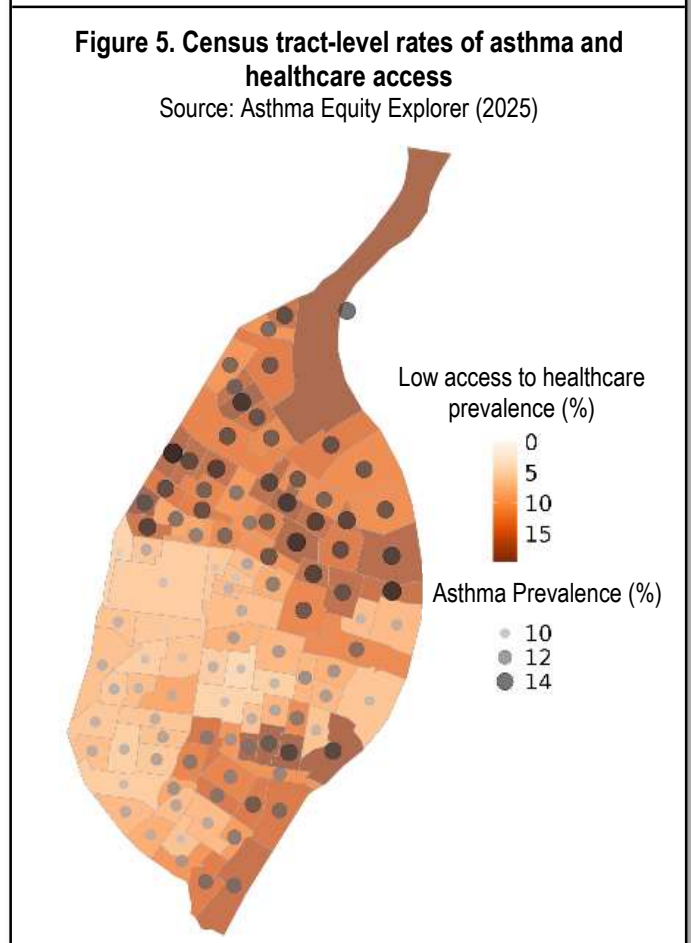 Figure 5. Census tract-level rates of asthma and
healthcare access
Source: Asthma Equity Explorer (2025)
Low access to healthcare
prevalence (%)
0
5
10
15
Asthma Prevalence (%)
10
12
14